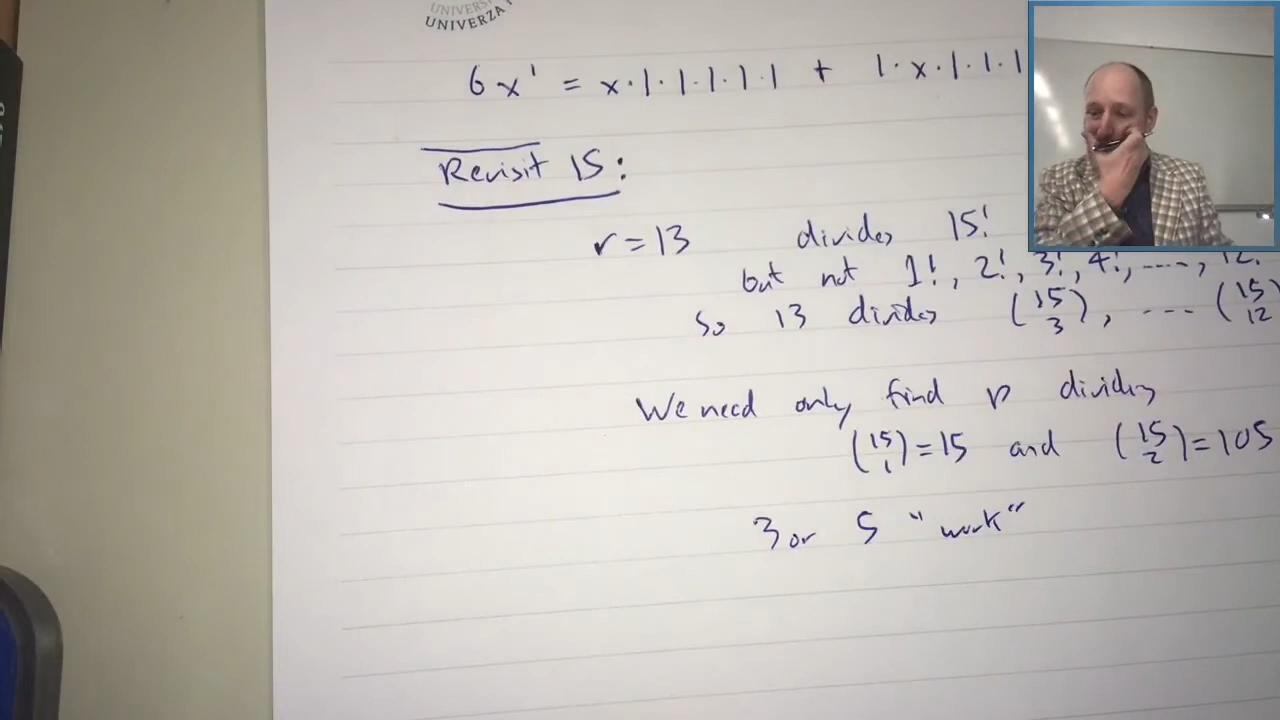 UNIVERS
UNIVERZA
6x¹ = x·1·1·1·1·1 + 1·x·1·1·1
Revisit 15:
r = 13 divides 15!
but not 1!, 2!, 3!, 4!, ...., 12!
So 13 divides (15 3), ... (15 12)
We need only find p dividing
(15 1) = 15 and (15 2) = 105
3 or 5 "work"